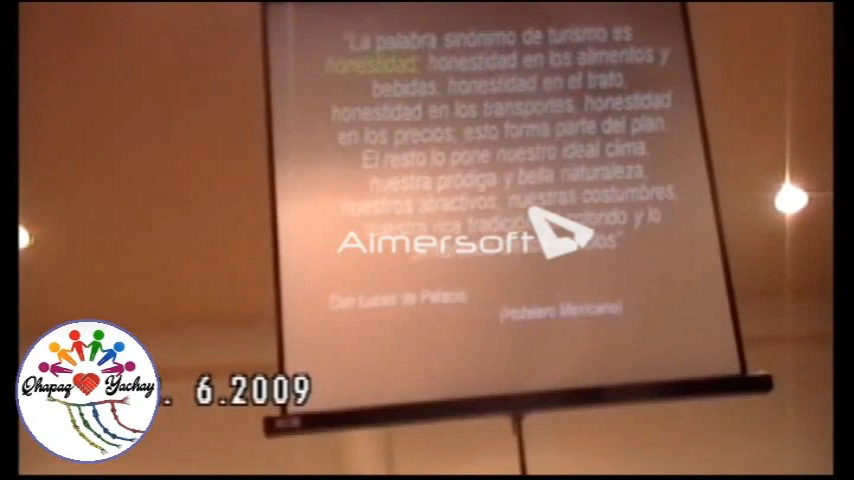 "La palabra sinónimo de turismo es
honestidad; honestidad en los alimentos y
bebidas, honestidad en el trato,
honestidad en los transportes, honestidad
en los precios; esto forma parte del plan.
El resto lo pone nuestro ideal clima,
nuestra pródiga y bella naturaleza,
nuestros atractivos, nuestras costumbres,
rica y lo
Aimersoft
Don Lucas de Palacio
(Hotelero Mexicano)
Qhapaq Yachay
. 6.2009